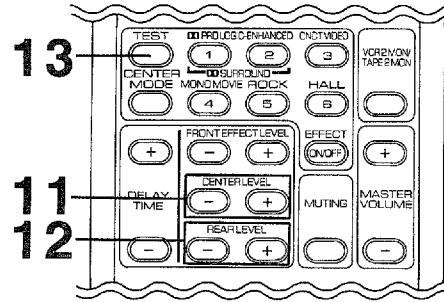 13
TEST
PRO LOGIC-ENHANCED
CNCT VIDEO
1
2
3
VCR 2 MON/
TAPE 2 MON
SURROUND
CENTER
MODE
MONO MOVIE
ROCK
HALL
4
5
6
FRONT EFFECT LEVEL
EFFECT
+
-
+
ON/OFF
+
11
DELAY
TIME
CENTER LEVEL
-
+
MUTING
MASTER
VOLUME
12
REAR LEVEL
-
-
+
-